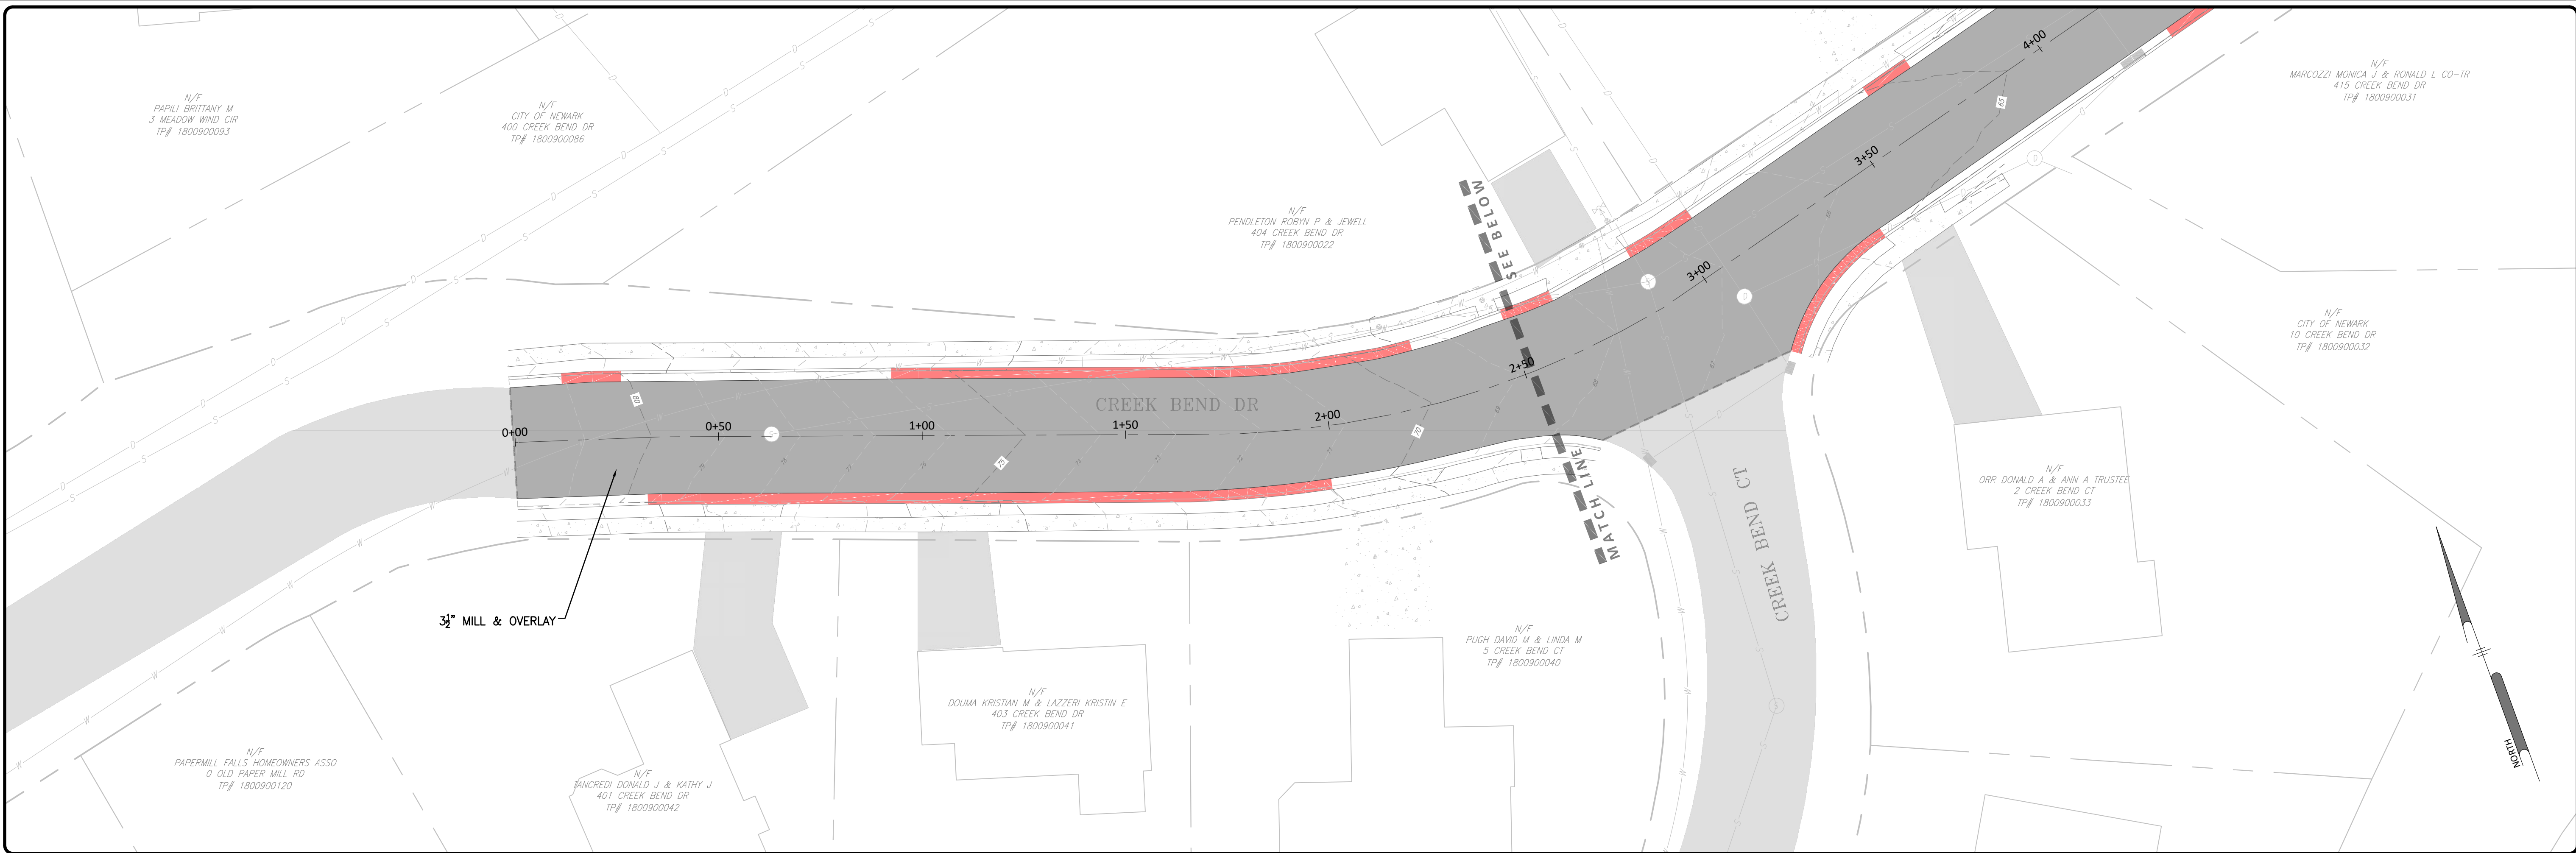 N/F
PAPILI BRITTANY M
3 MEADOW WIND CIR
TP# 1800900093
N/F
CITY OF NEWARK
400 CREEK BEND DR
TP# 1800900086
N/F
PENDLETON ROBYN P & JEWELL
404 CREEK BEND DR
TP# 1800900022
N/F
MARCOZZI MONICA J & RONALD L CO-TR
415 CREEK BEND DR
TP# 1800900031
N/F
CITY OF NEWARK
10 CREEK BEND DR
TP# 1800900032
SEE BELOW
MATCH LINE
4+00
3+50
3+00
2+50
2+00
1+50
1+00
0+50
0+00
65
70
75
80
CREEK BEND DR
CREEK BEND CT
N/F
ORR DONALD A & ANN A TRUSTEE
2 CREEK BEND CT
TP# 1800900033
3½" MILL & OVERLAY
N/F
PUGH DAVID M & LINDA M
5 CREEK BEND CT
TP# 1800900040
N/F
DOUMA KRISTIAN M & LAZZERI KRISTIN E
403 CREEK BEND DR
TP# 1800900041
N/F
PAPERMILL FALLS HOMEOWNERS ASSO
0 OLD PAPER MILL RD
TP# 1800900120
N/F
TANCREDI DONALD J & KATHY J
401 CREEK BEND DR
TP# 1800900042
NORTH